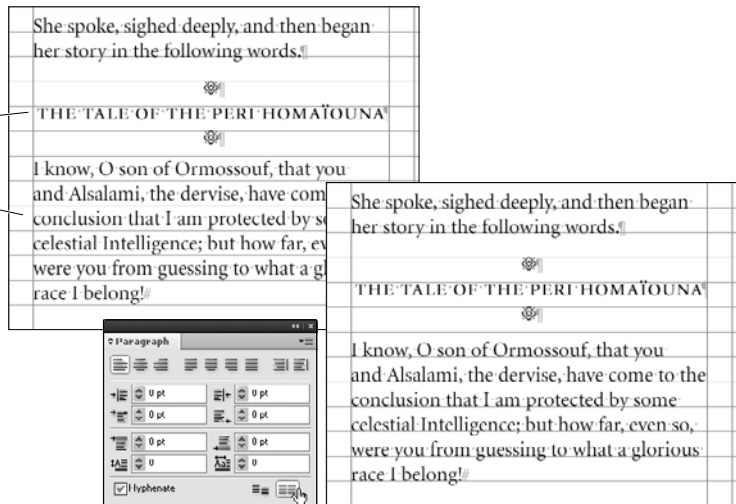 She spoke, sighed deeply, and then began
her story in the following words.¶
¶
THE TALE OF THE PERI HOMAÏOUNA¶
¶
I know, O son of Ormossouf, that you
and Alsalami, the dervise, have com
conclusion that I am protected by so
celestial Intelligence; but how far, ev
were you from guessing to what a gl
race I belong!#
Paragraph
0 pt 0 pt
0 pt 0 pt
0 pt 0 pt
0 0
Hyphenate
She spoke, sighed deeply, and then began
her story in the following words.¶
¶
THE TALE OF THE PERI HOMAÏOUNA¶
¶
I know, O son of Ormossouf, that you
and Alsalami, the dervise, have come to the
conclusion that I am protected by some
celestial Intelligence; but how far, even so,
were you from guessing to what a glorious
race I belong!#